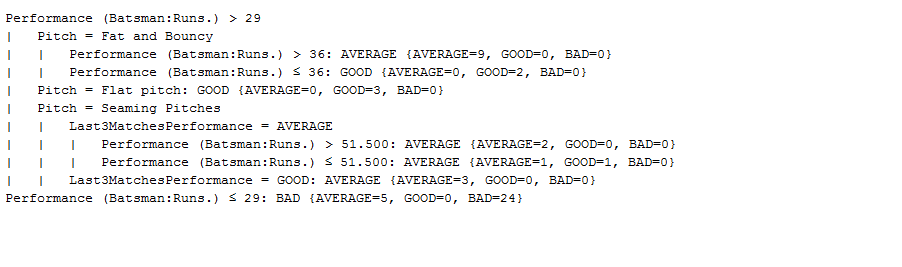 Performance (Batsman:Runs.) > 29
|   Pitch = Fat and Bouncy
|   |   Performance (Batsman:Runs.) > 36: AVERAGE {AVERAGE=9, GOOD=0, BAD=0}
|   |   Performance (Batsman:Runs.) ≤ 36: GOOD {AVERAGE=0, GOOD=2, BAD=0}
|   Pitch = Flat pitch: GOOD {AVERAGE=0, GOOD=3, BAD=0}
|   Pitch = Seaming Pitches
|   |   Last3MatchesPerformance = AVERAGE
|   |   |   Performance (Batsman:Runs.) > 51.500: AVERAGE {AVERAGE=2, GOOD=0, BAD=0}
|   |   |   Performance (Batsman:Runs.) ≤ 51.500: AVERAGE {AVERAGE=1, GOOD=1, BAD=0}
|   |   Last3MatchesPerformance = GOOD: AVERAGE {AVERAGE=3, GOOD=0, BAD=0}
Performance (Batsman:Runs.) ≤ 29: BAD {AVERAGE=5, GOOD=0, BAD=24}